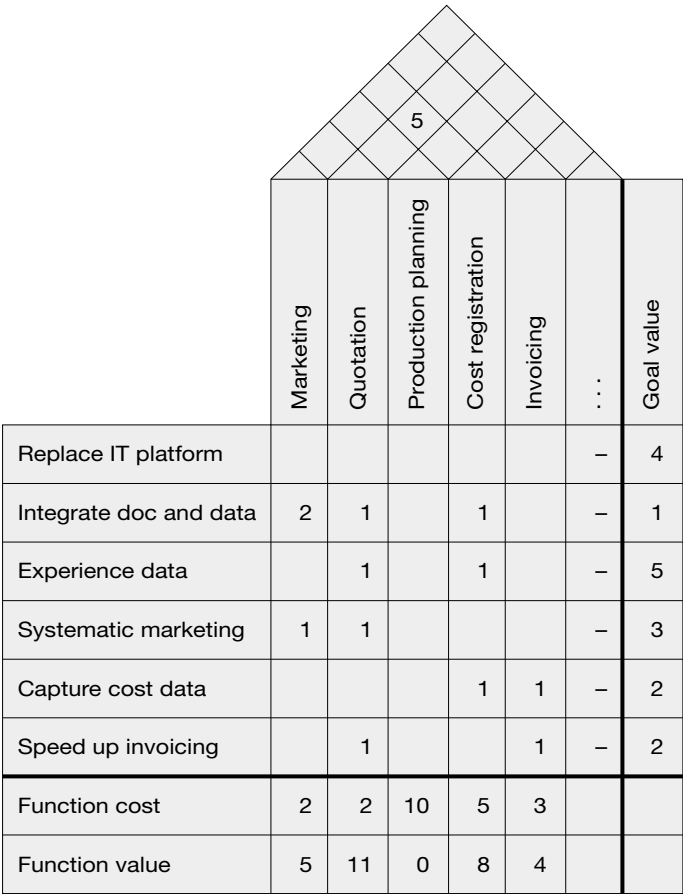 5
Marketing Quotation Production planning Cost registration Invoicing . . . Goal value
Replace IT platform – 4
Integrate doc and data 2 1 1 – 1
Experience data 1 1 – 5
Systematic marketing 1 1 – 3
Capture cost data 1 1 – 2
Speed up invoicing 1 1 – 2
Function cost 2 2 10 5 3
Function value 5 11 0 8 4